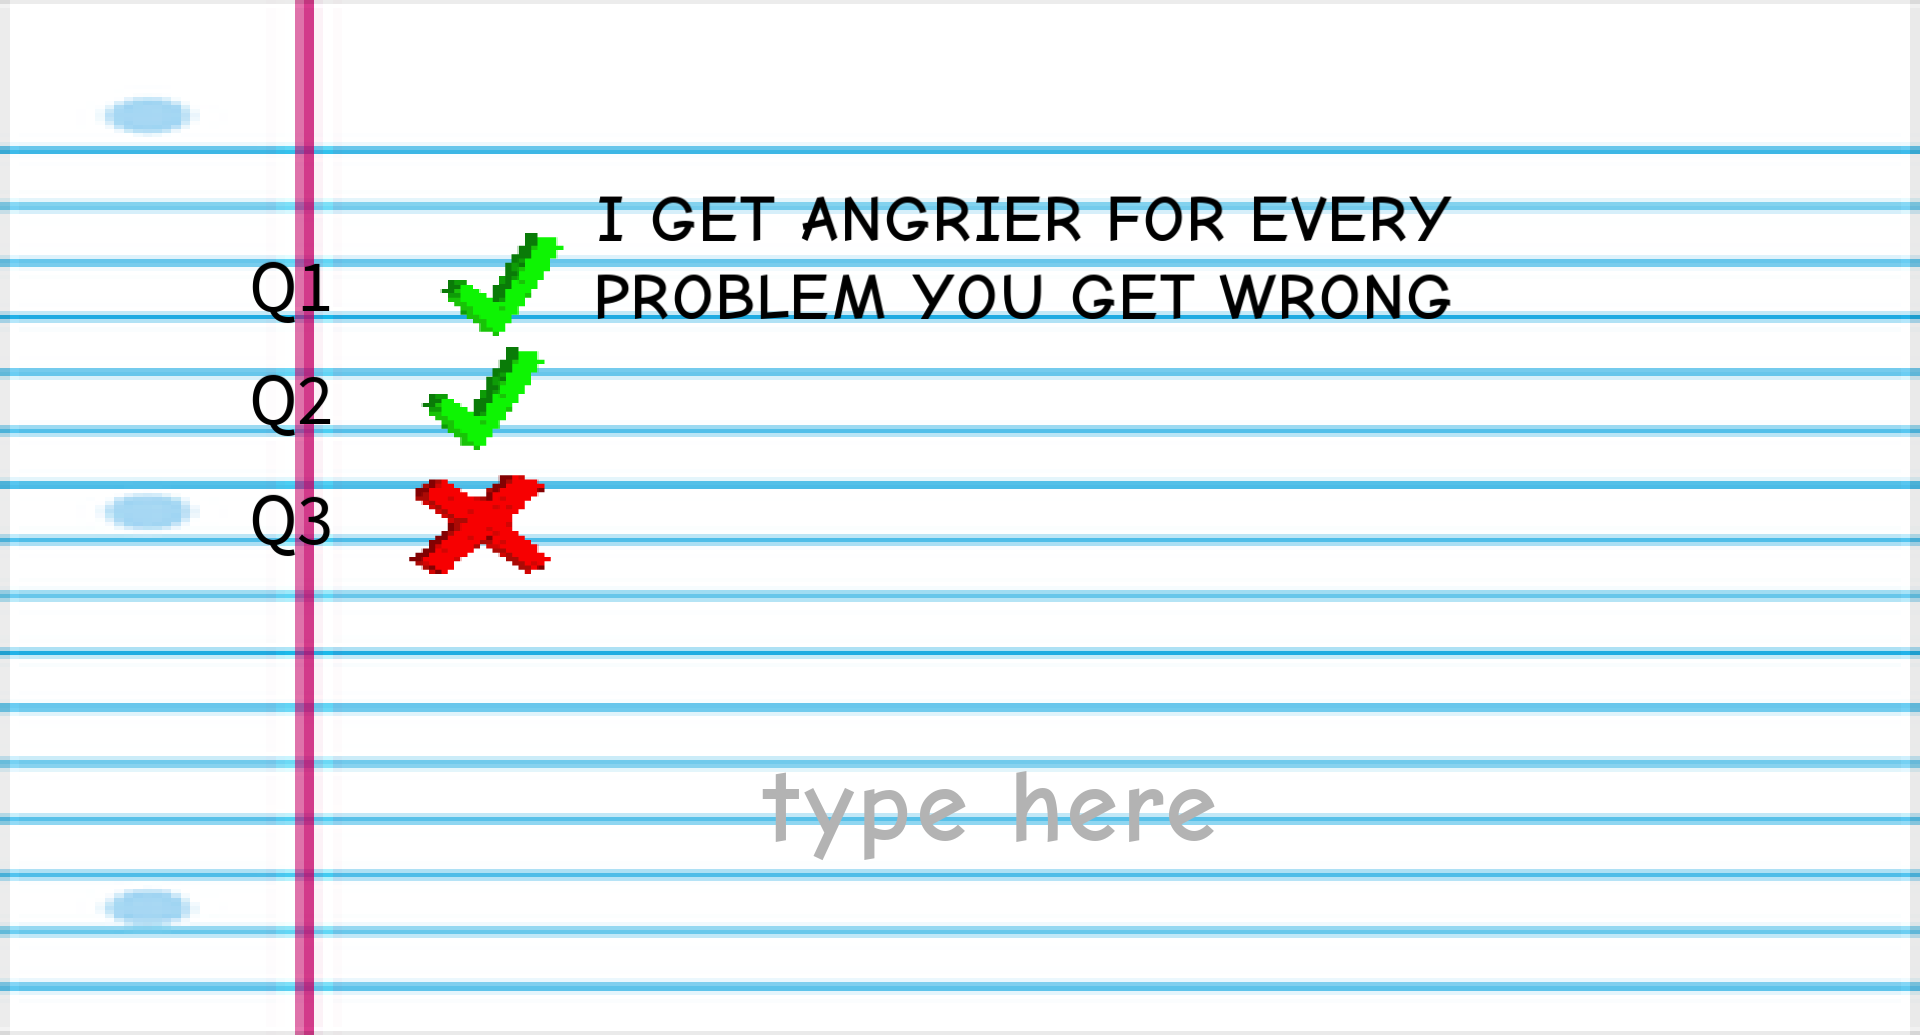 I GET ANGRIER FOR EVERY
PROBLEM YOU GET WRONG
Q1
Q2
Q3
type here